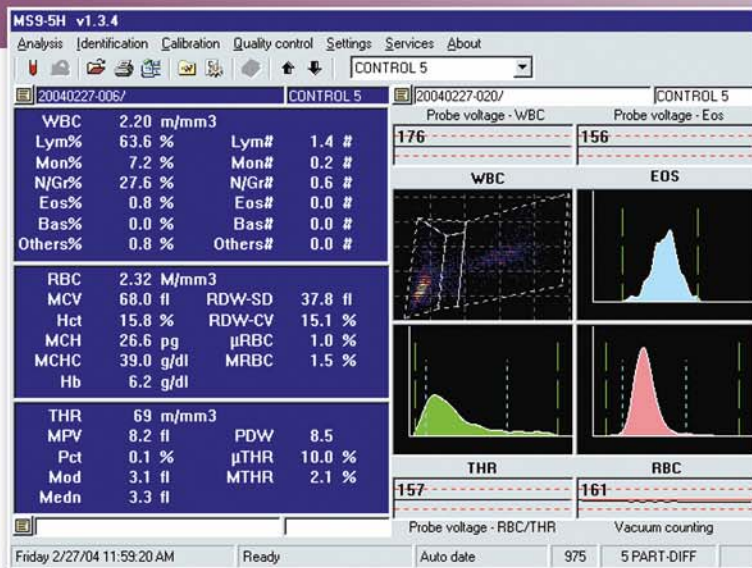 MS9-5H v1.3.4
Analysis Identification Calibration Quality control Settings Services About
CONTROL 5
20040227-006/ CONTROL 5
WBC 2.20 m/mm3
Lym% 63.6 % Lym# 1.4 #
Mon% 7.2 % Mon# 0.2 #
N/Gr% 27.6 % N/Gr# 0.6 #
Eos% 0.8 % Eos# 0.0 #
Bas% 0.0 % Bas# 0.0 #
Others% 0.8 % Others# 0.0 #
RBC 2.32 M/mm3
MCV 68.0 fl RDW-SD 37.8 fl
Hct 15.8 % RDW-CV 15.1 %
MCH 26.6 pg µRBC 1.0 %
MCHC 39.0 g/dl MRBC 1.5 %
Hb 6.2 g/dl
THR 69 m/mm3
MPV 8.2 fl PDW 8.5
Pct 0.1 % µTHR 10.0 %
Mod 3.1 fl MTHR 2.1 %
Medn 3.3 fl
20040227-020/ CONTROL 5
Probe voltage - WBC Probe voltage - Eos
176 156
WBC EOS
THR RBC
157 161
Probe voltage - RBC/THR Vacuum counting
Friday 2/27/04 11:59:20 AM Ready Auto date 975 5 PART-DIFF